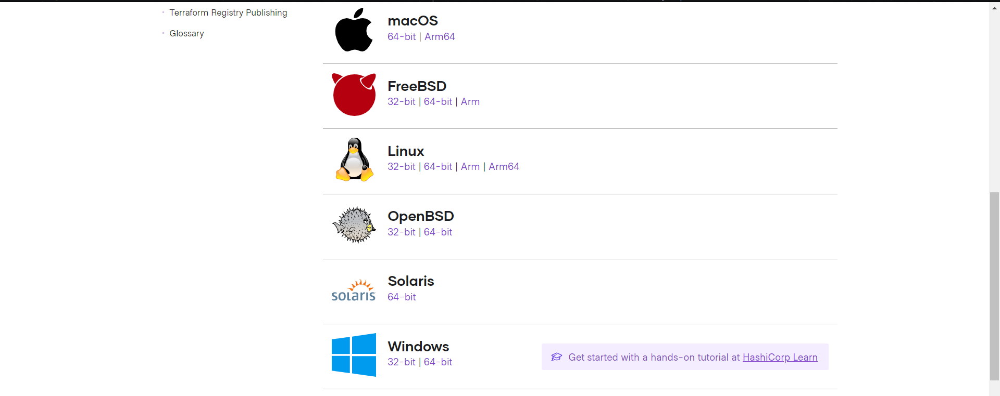 Terraform Registry Publishing
Glossary
macOS
64-bit | Arm64
FreeBSD
32-bit | 64-bit | Arm
Linux
32-bit | 64-bit | Arm | Arm64
OpenBSD
32-bit | 64-bit
Solaris
64-bit
solaris
Windows
32-bit | 64-bit
Get started with a hands-on tutorial at HashiCorp Learn